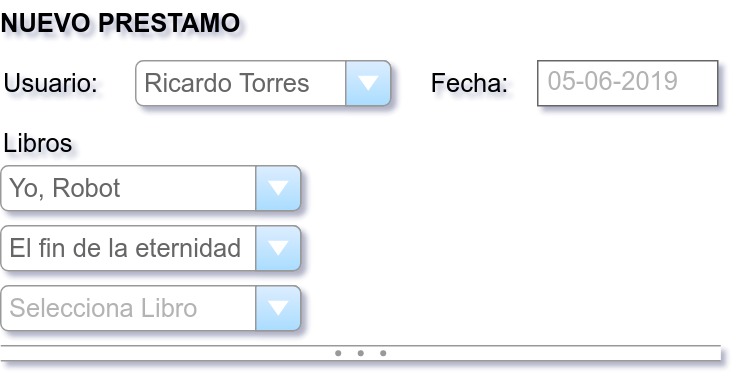 NUEVO PRESTAMO
Usuario: Ricardo Torres Fecha: 05-06-2019
Libros
Yo, Robot
El fin de la eternidad
Selecciona Libro